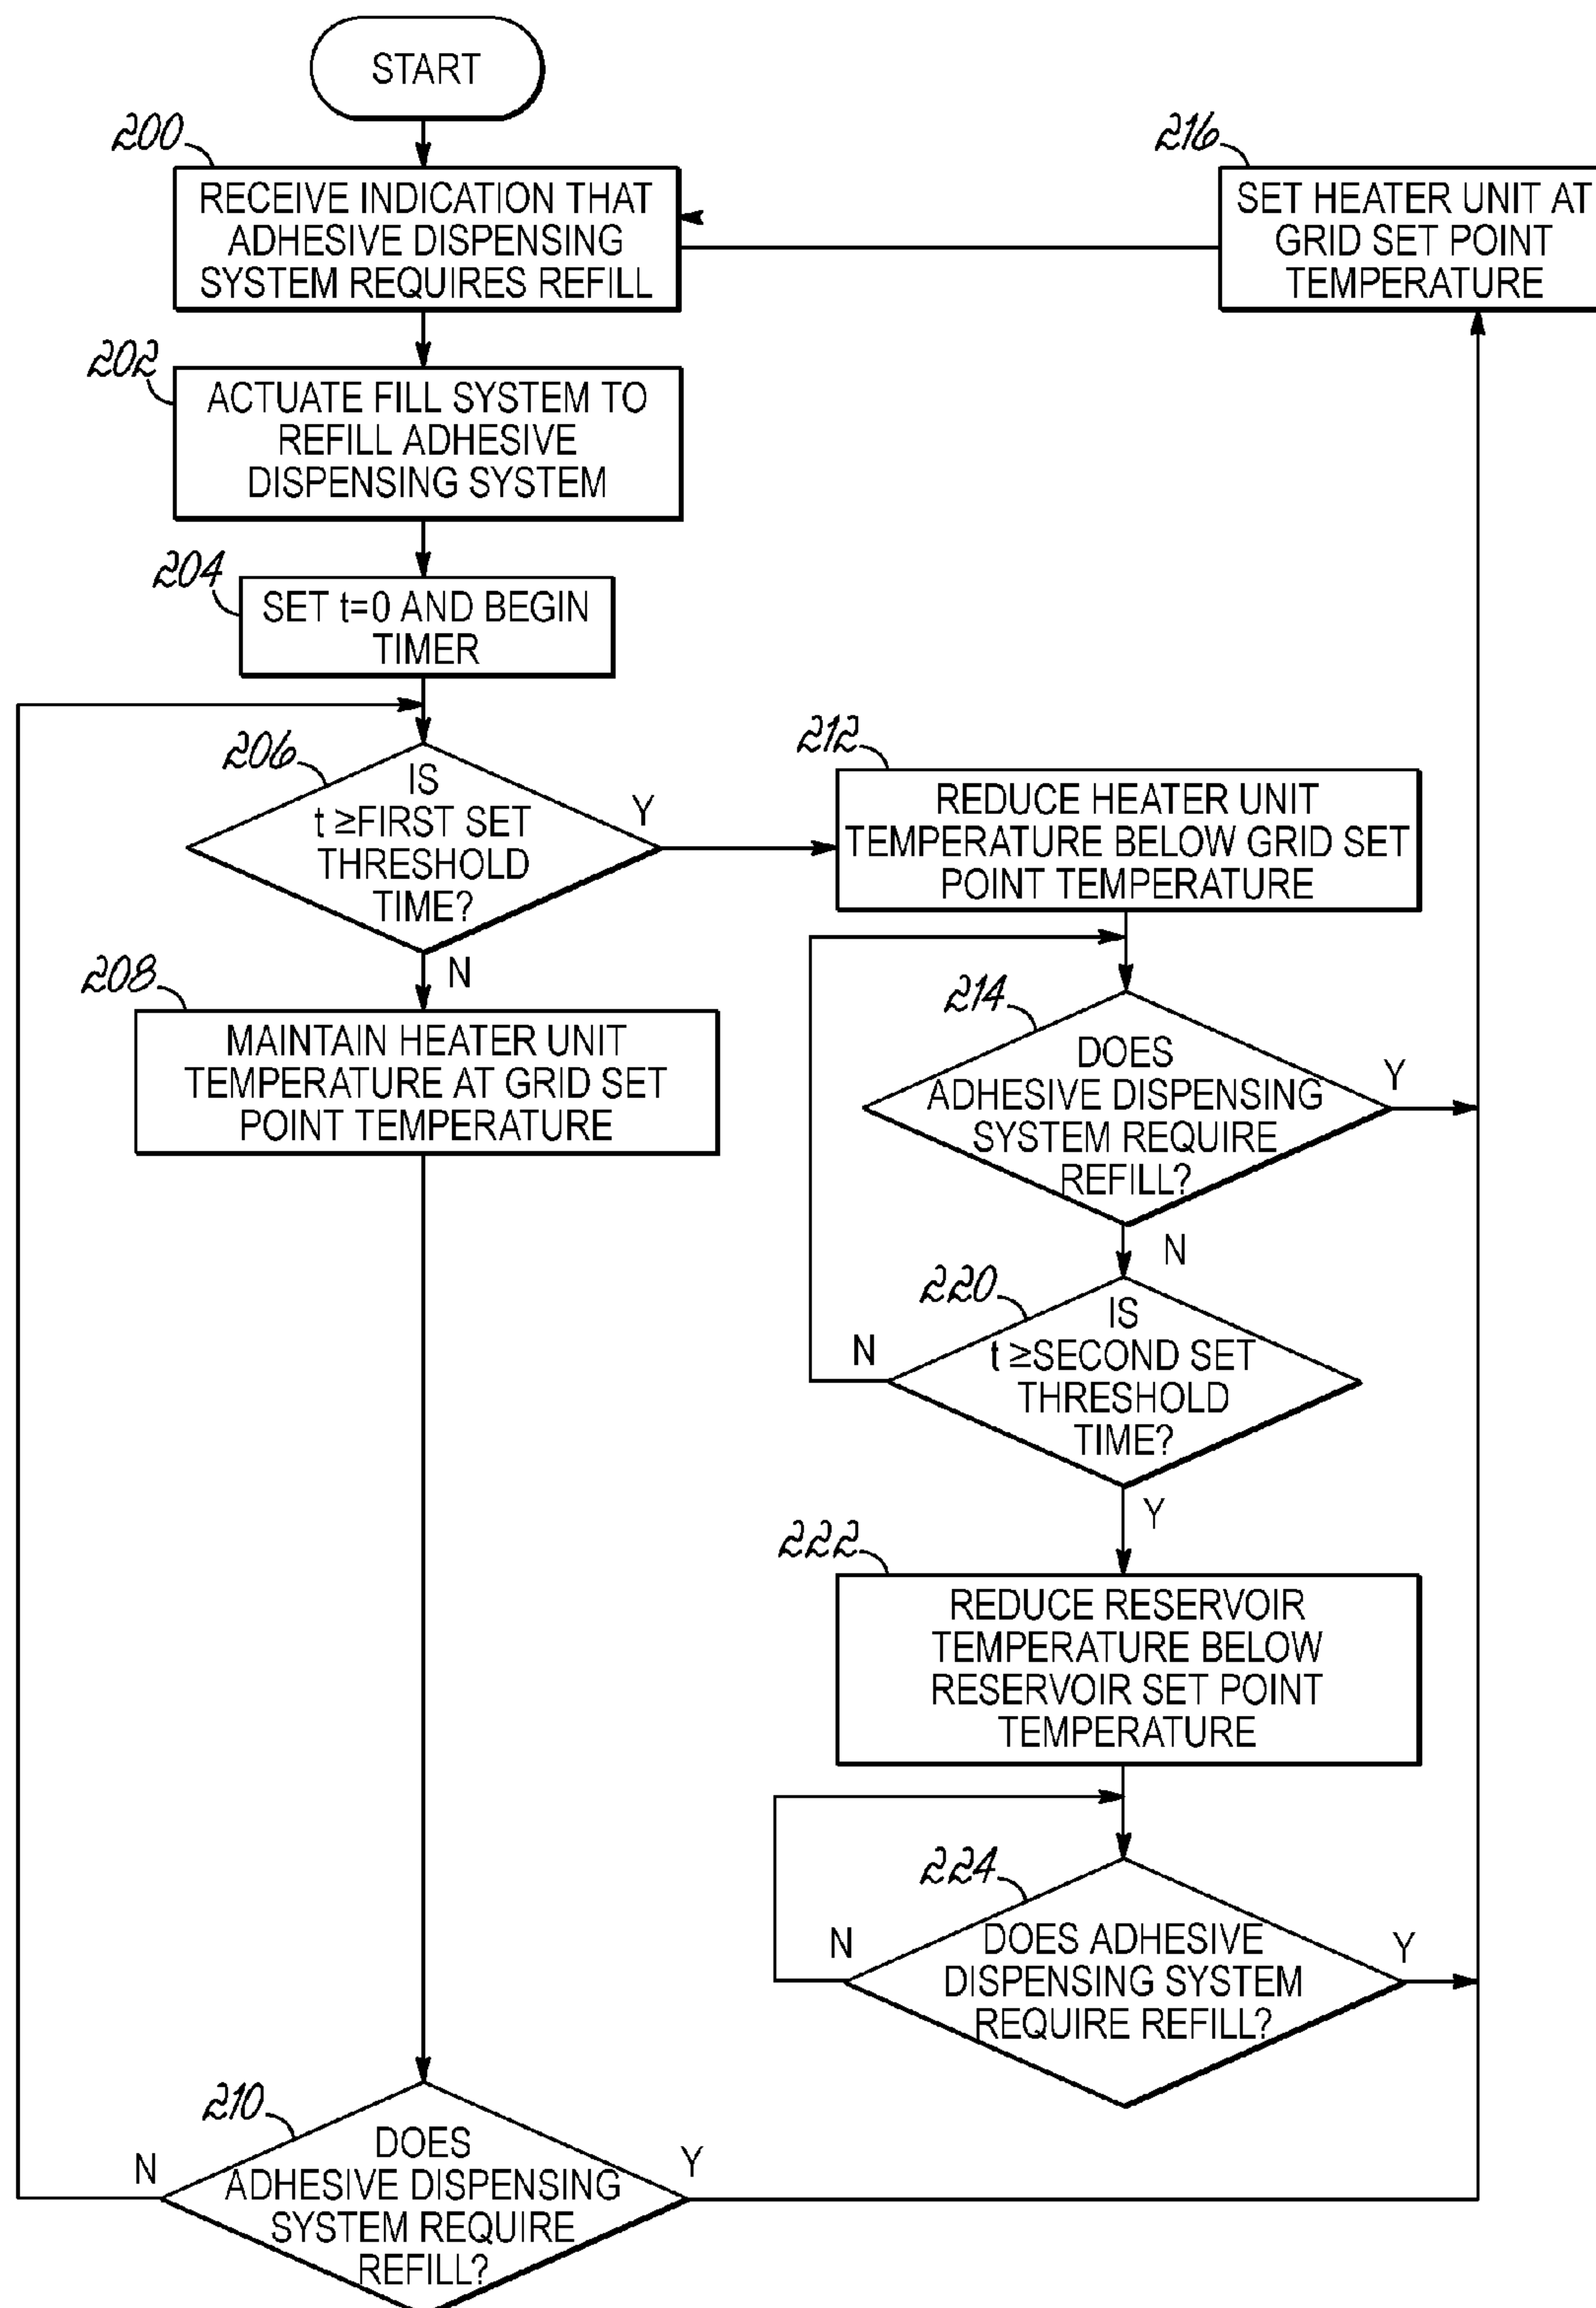 START
200
RECEIVE INDICATION THAT
ADHESIVE DISPENSING
SYSTEM REQUIRES REFILL
216
SET HEATER UNIT AT
GRID SET POINT
TEMPERATURE
202
ACTUATE FILL SYSTEM TO
REFILL ADHESIVE
DISPENSING SYSTEM
204
SET t=0 AND BEGIN
TIMER
206
IS
t ≥FIRST SET
THRESHOLD
TIME?
Y
N
212
REDUCE HEATER UNIT
TEMPERATURE BELOW GRID SET
POINT TEMPERATURE
208
MAINTAIN HEATER UNIT
TEMPERATURE AT GRID SET
POINT TEMPERATURE
214
DOES
ADHESIVE DISPENSING
SYSTEM REQUIRE
REFILL?
Y
N
220
IS
t ≥SECOND SET
THRESHOLD
TIME?
N
Y
222
REDUCE RESERVOIR
TEMPERATURE BELOW
RESERVOIR SET POINT
TEMPERATURE
224
DOES ADHESIVE
DISPENSING SYSTEM
REQUIRE REFILL?
N
Y
210
DOES
ADHESIVE DISPENSING
SYSTEM REQUIRE
REFILL?
N
Y